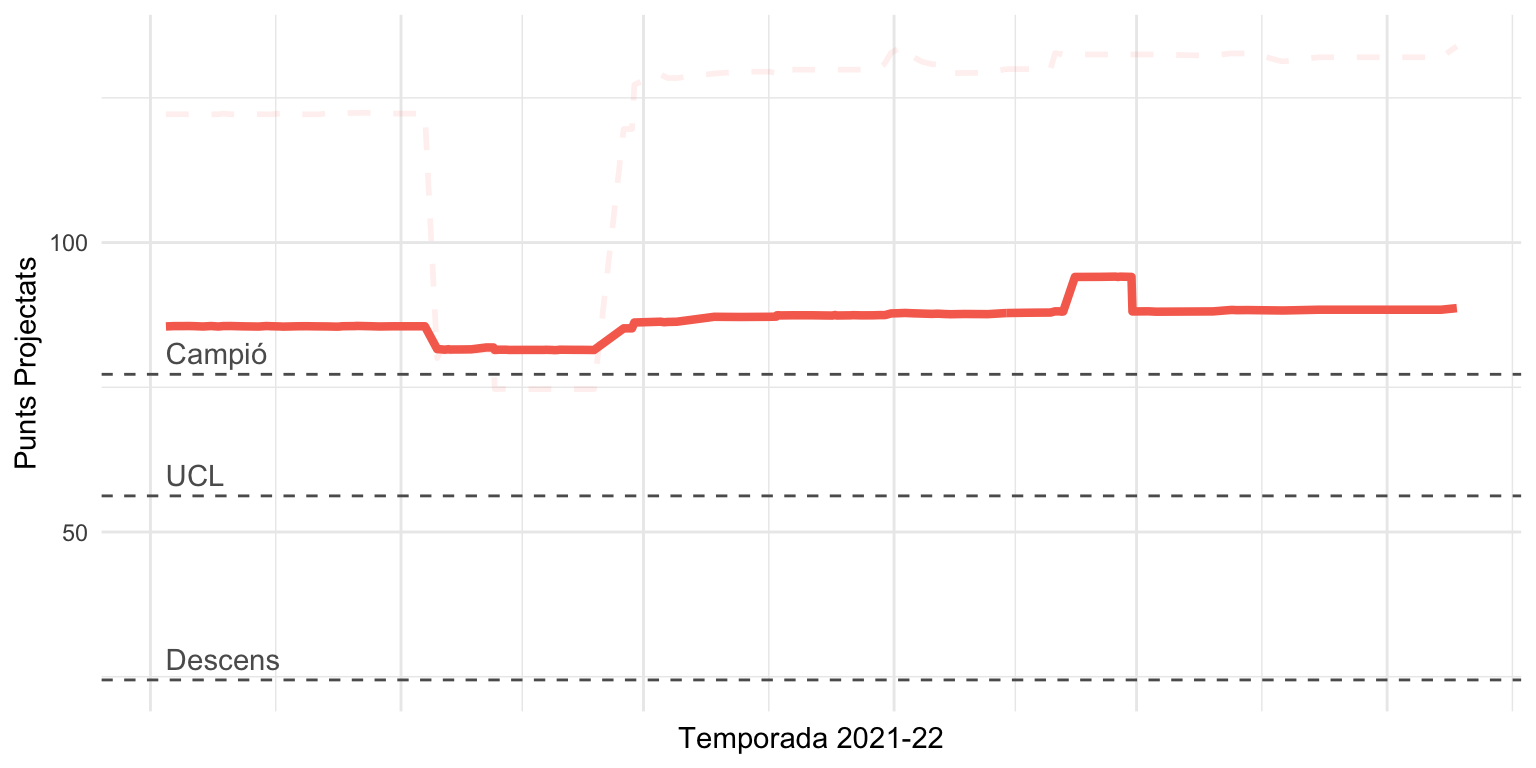 100
Campió
UCL
50
Descens
Punts Projectats
Temporada 2021-22